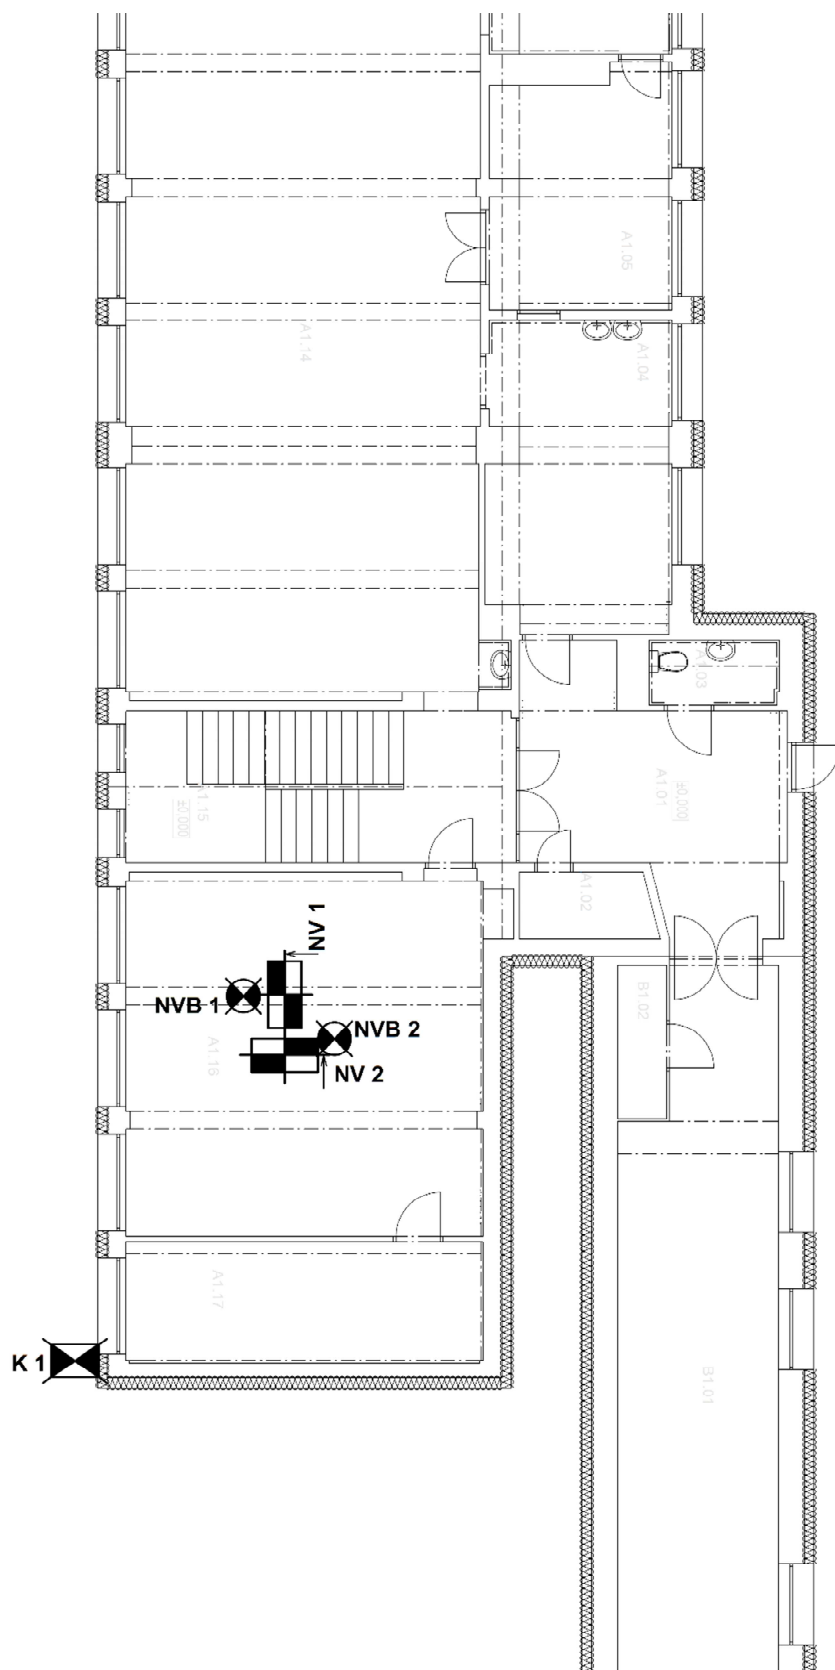 A1.05
A1.14
A1.04
A1.03
A1.15
±0,000
A1.01
±0,000
A1.02
NV 1
NVB 1
B1.02
NVB 2
A1.16
NV 2
A1.17
K 1
B1.01